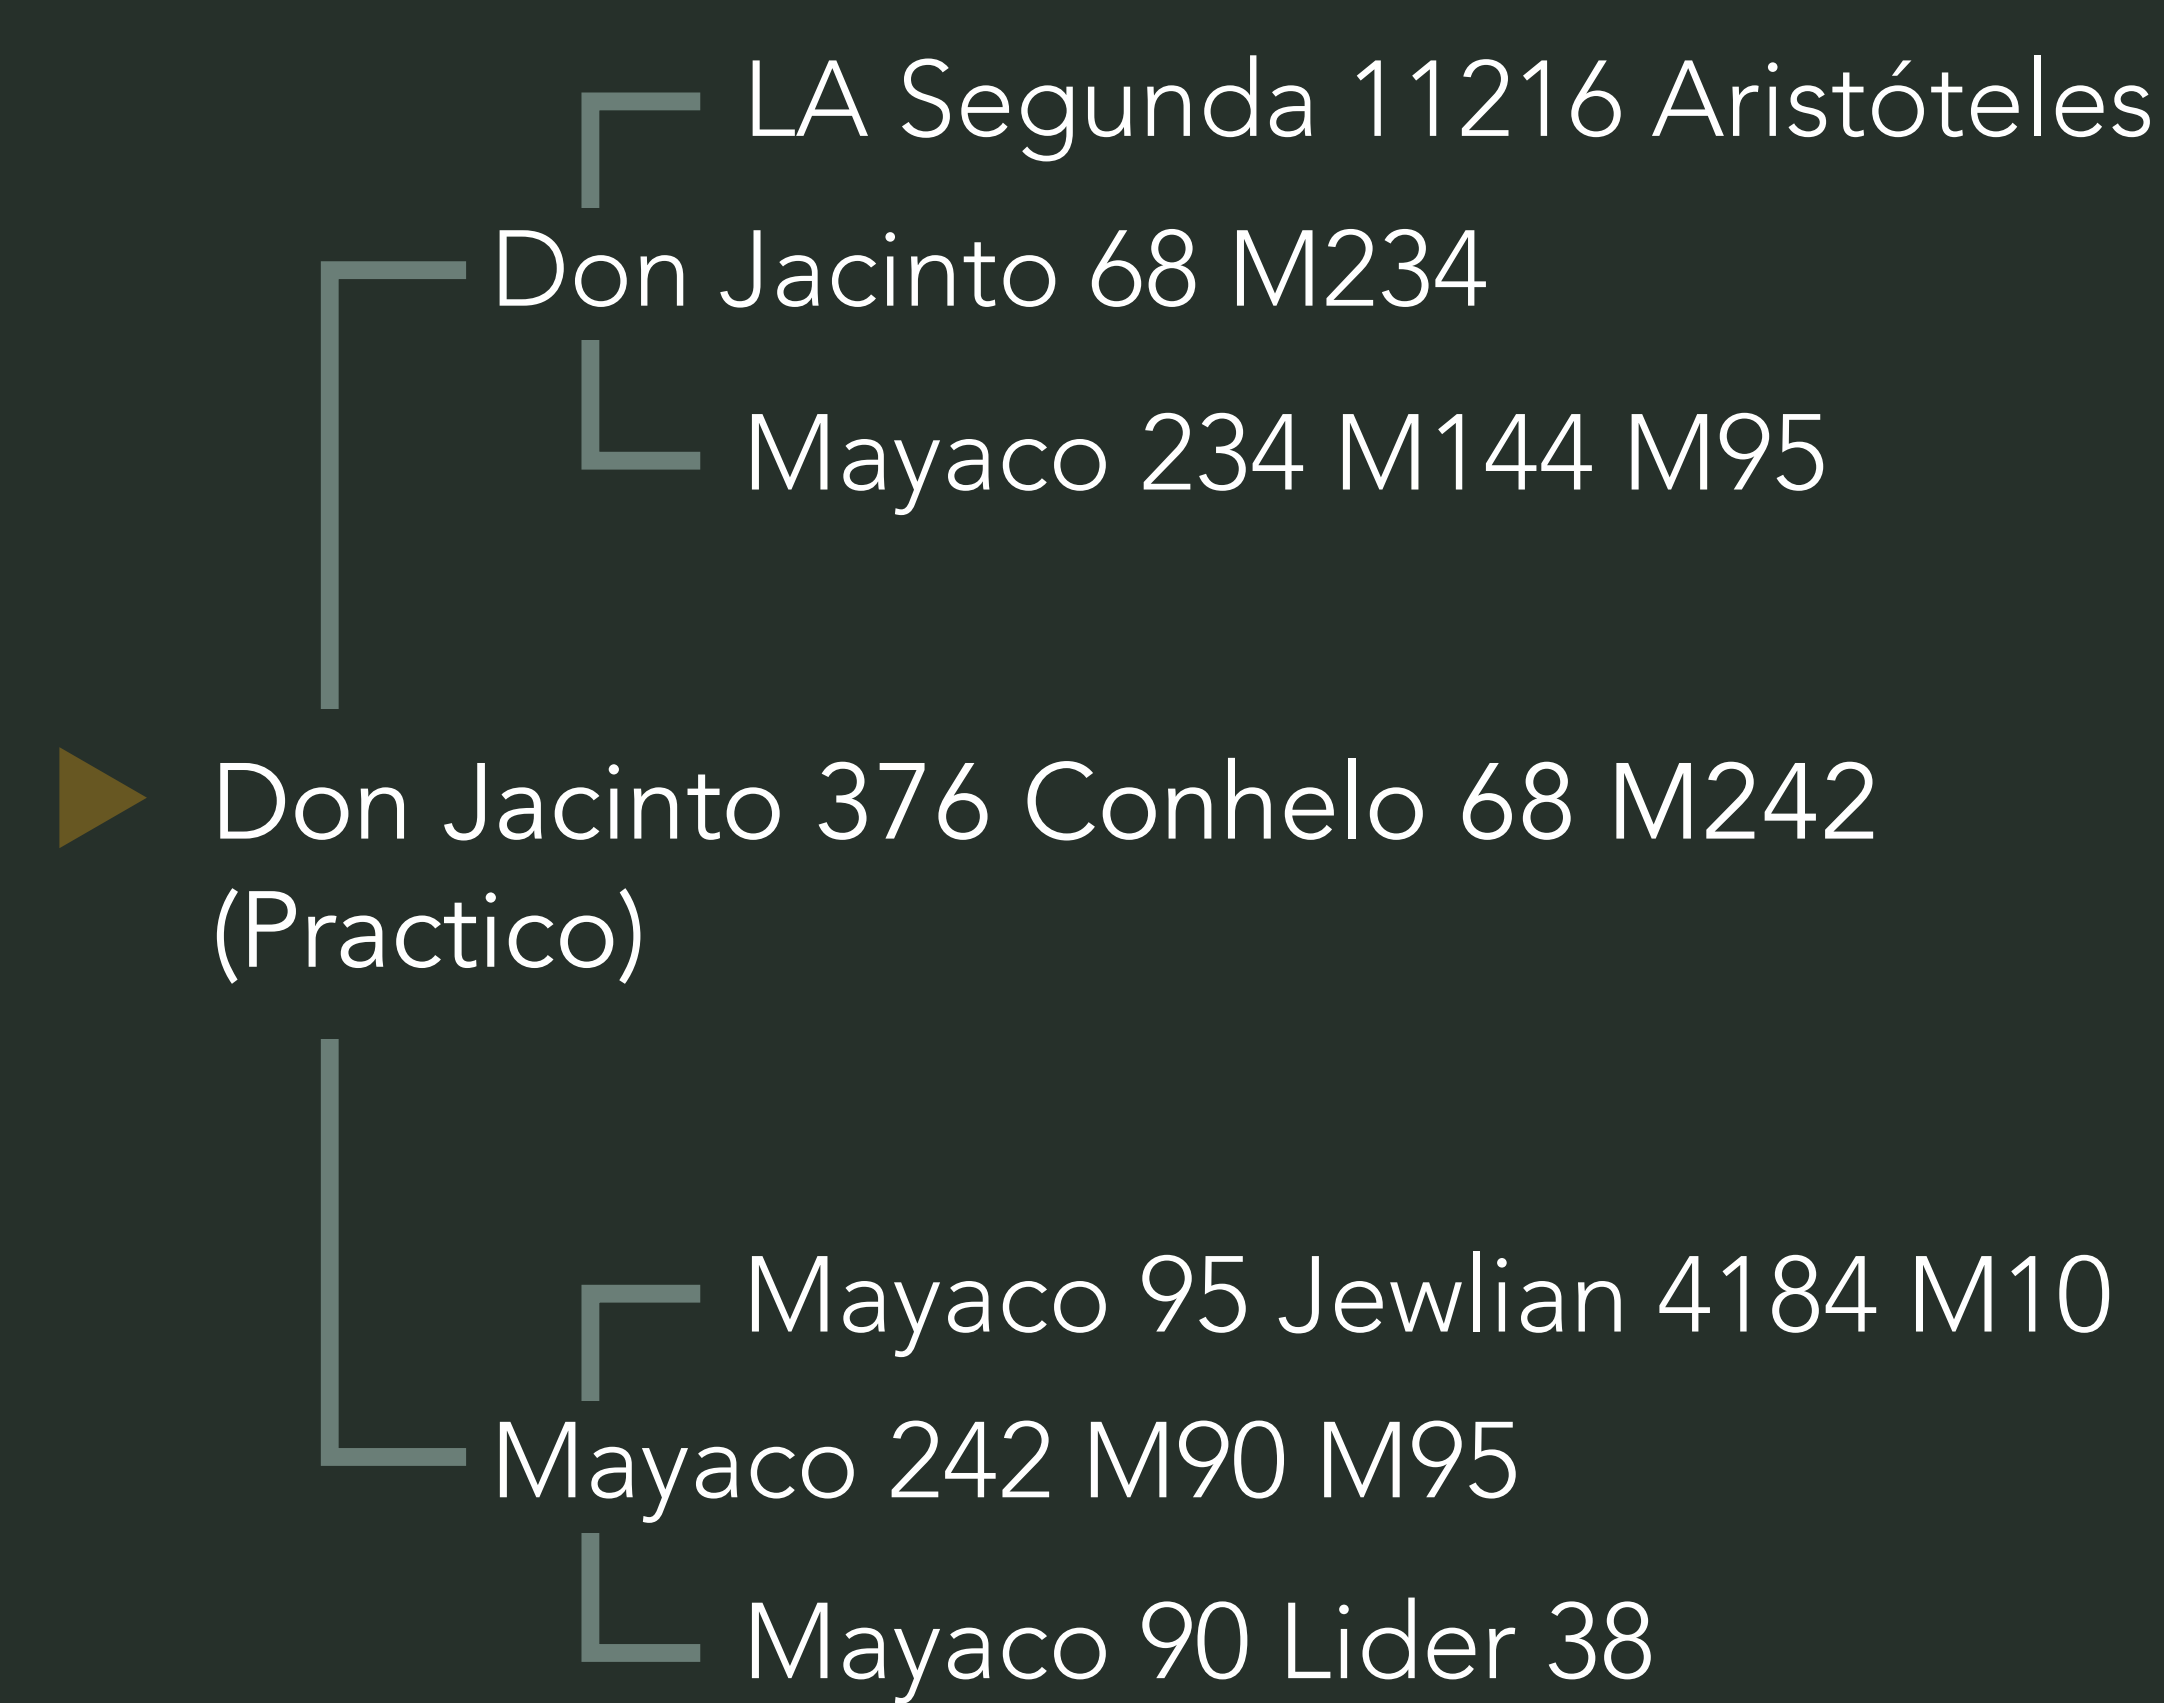 LA Segunda 11216 Aristóteles
Don Jacinto 68 M234
Mayaco 234 M144 M95
Don Jacinto 376 Conhelo 68 M242
(Practico)
Mayaco 95 Jewlian 4184 M10
Mayaco 242 M90 M95
Mayaco 90 Lider 38